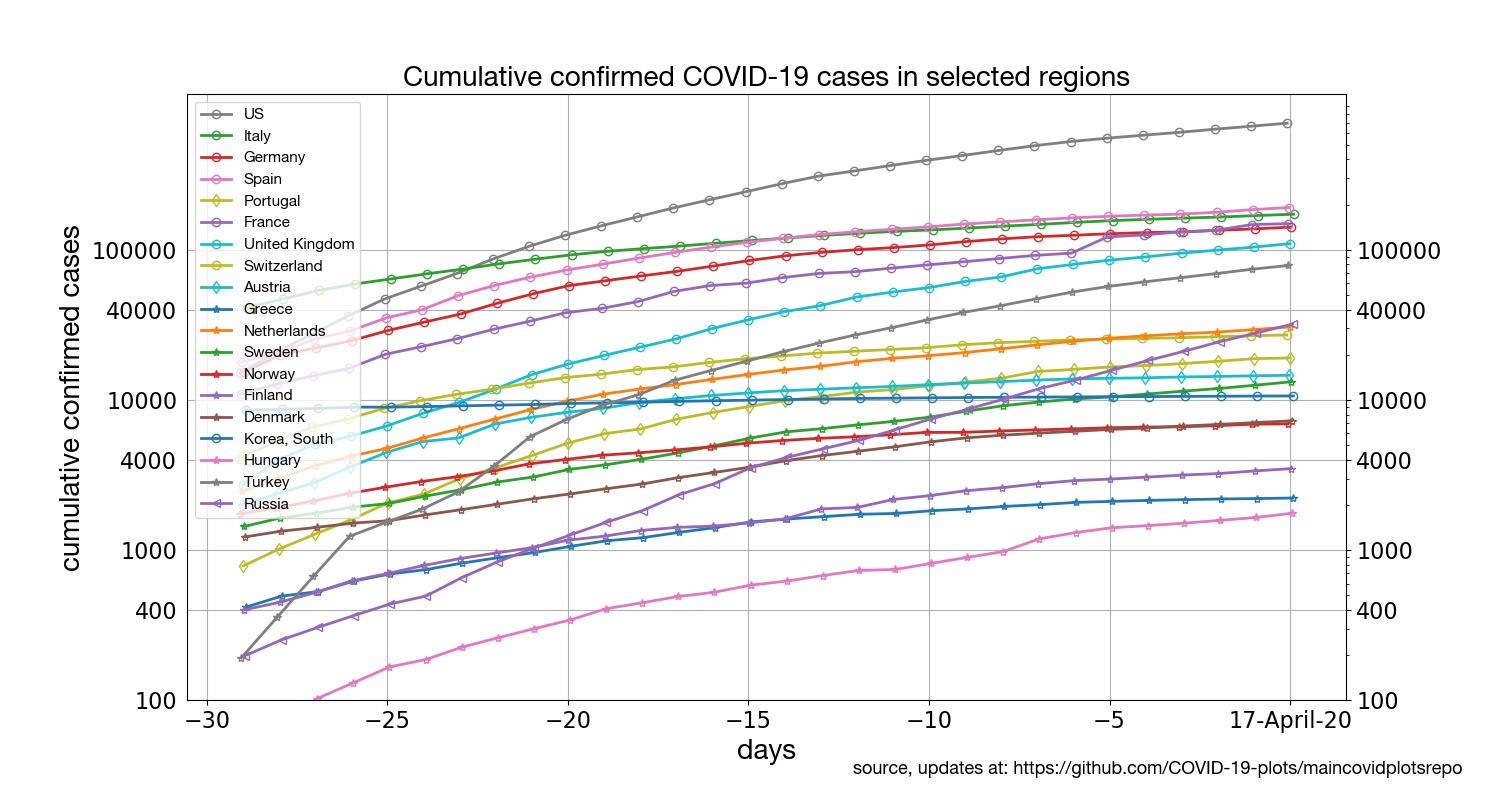 Cumulative confirmed COVID-19 cases in selected regions
US
Italy
Germany
Spain
Portugal
France
United Kingdom
Switzerland
Austria
Greece
Netherlands
Sweden
Norway
Finland
Denmark
Korea, South
Hungary
Turkey
Russia
cumulative confirmed cases
100000
40000
10000
4000
1000
400
100
100000
40000
10000
4000
1000
400
100
−30 −25 −20 −15 −10 −5 17-April-20
days
source, updates at: https://github.com/COVID-19-plots/maincovidplotsrepo